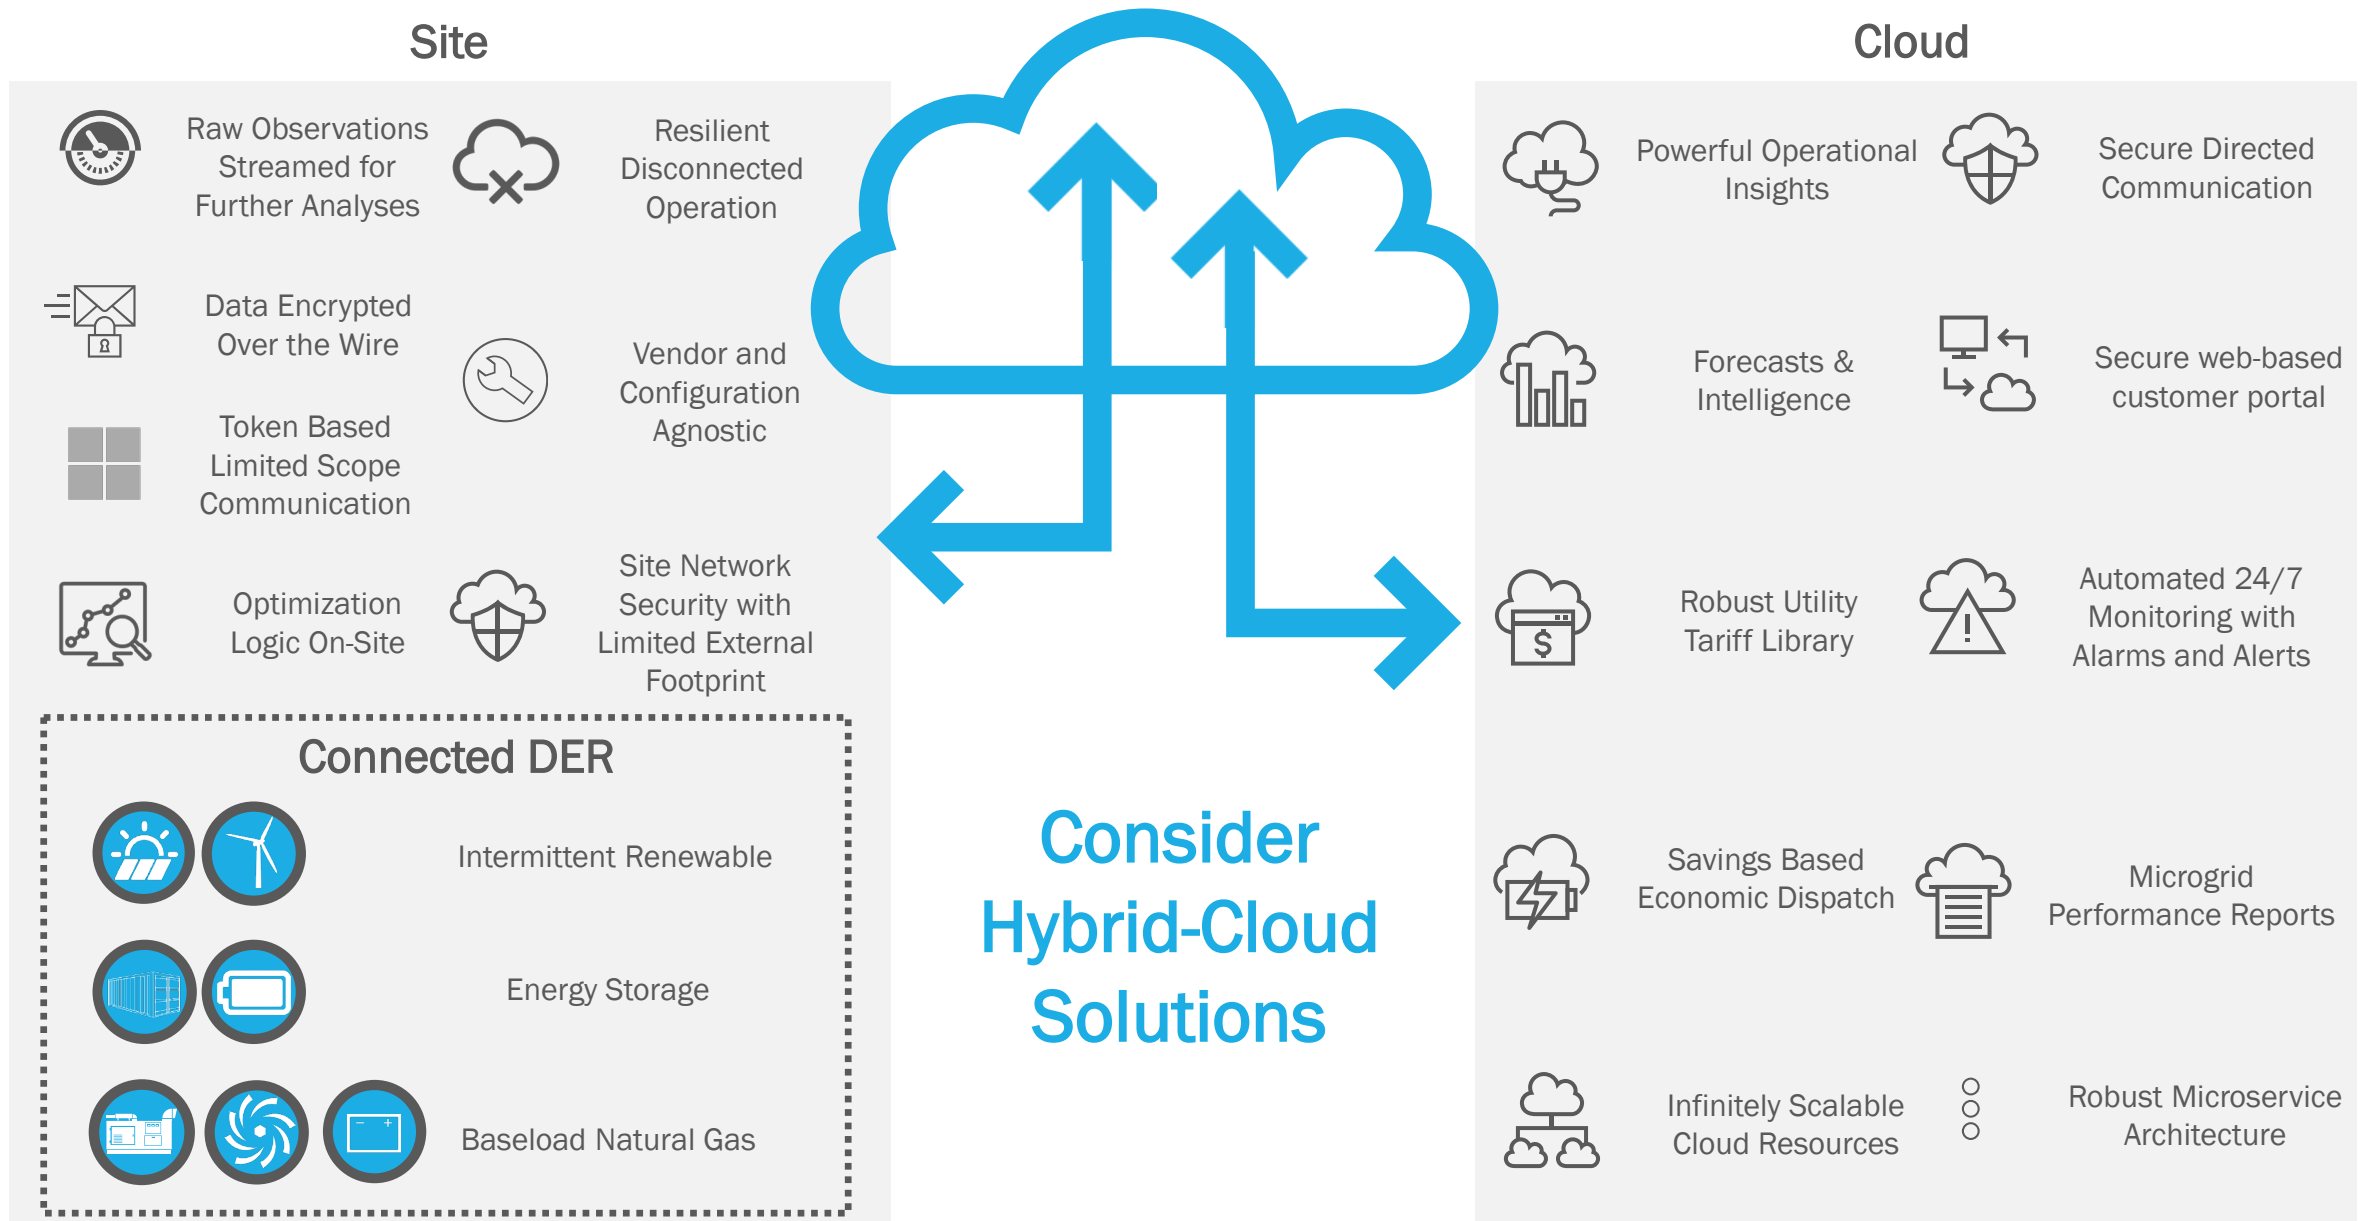 Site
Raw Observations
Streamed for
Further Analyses
Resilient
Disconnected
Operation
Data Encrypted
Over the Wire
Vendor and
Configuration
Agnostic
Token Based
Limited Scope
Communication
Optimization
Logic On-Site
Site Network
Security with
Limited External
Footprint
Connected DER
Intermittent Renewable
Energy Storage
Baseload Natural Gas
Consider
Hybrid-Cloud
Solutions
Cloud
Powerful Operational
Insights
Secure Directed
Communication
Forecasts &
Intelligence
Secure web-based
customer portal
$
Robust Utility
Tariff Library
!
Automated 24/7
Monitoring with
Alarms and Alerts
Savings Based
Economic Dispatch
Microgrid
Performance Reports
Infinitely Scalable
Cloud Resources
Robust Microservice
Architecture